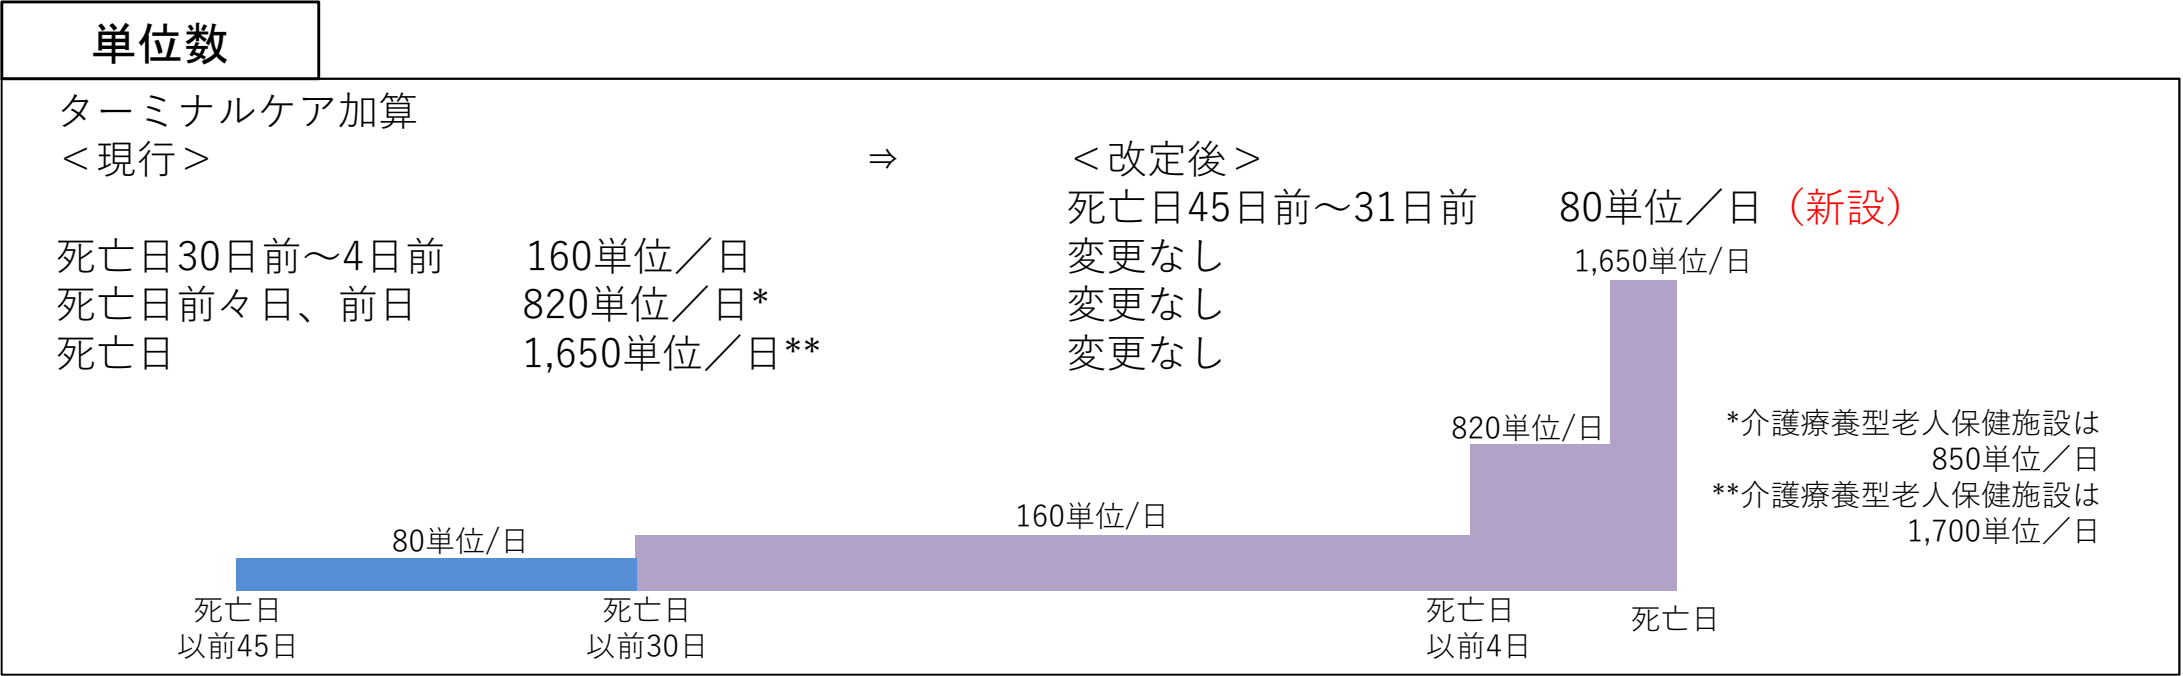 単位数
ターミナルケア加算
＜現行＞ ⇒ ＜改定後＞
死亡日45日前～31日前 80単位／日（新設）
死亡日30日前～4日前 160単位／日 変更なし
死亡日前々日、前日 820単位／日* 変更なし
死亡日 1,650単位／日** 変更なし
1,650単位/日
820単位/日
160単位/日
80単位/日
*介護療養型老人保健施設は
850単位／日
**介護療養型老人保健施設は
1,700単位／日
死亡日
以前45日
死亡日
以前30日
死亡日
以前4日
死亡日